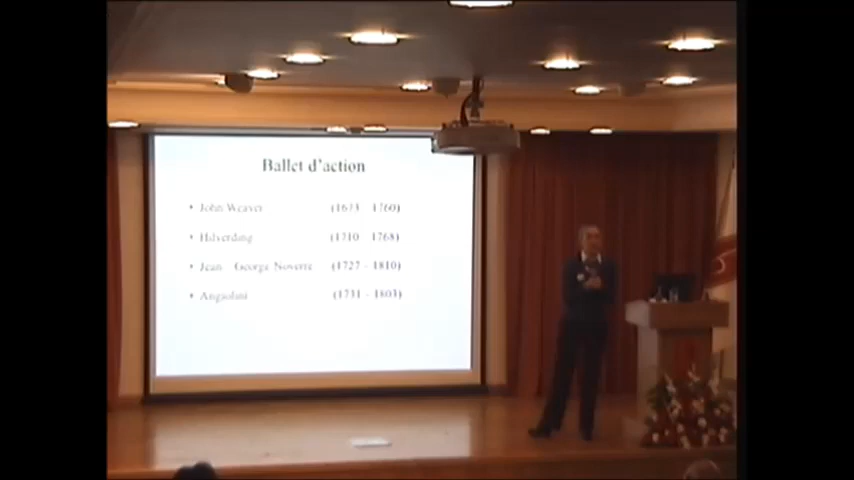 Ballet d'action
• John Weaver (1673 - 1760)
• Hilverding (1710 - 1768)
• Jean - George Noverre (1727 - 1810)
• Angiolini (1731 - 1803)